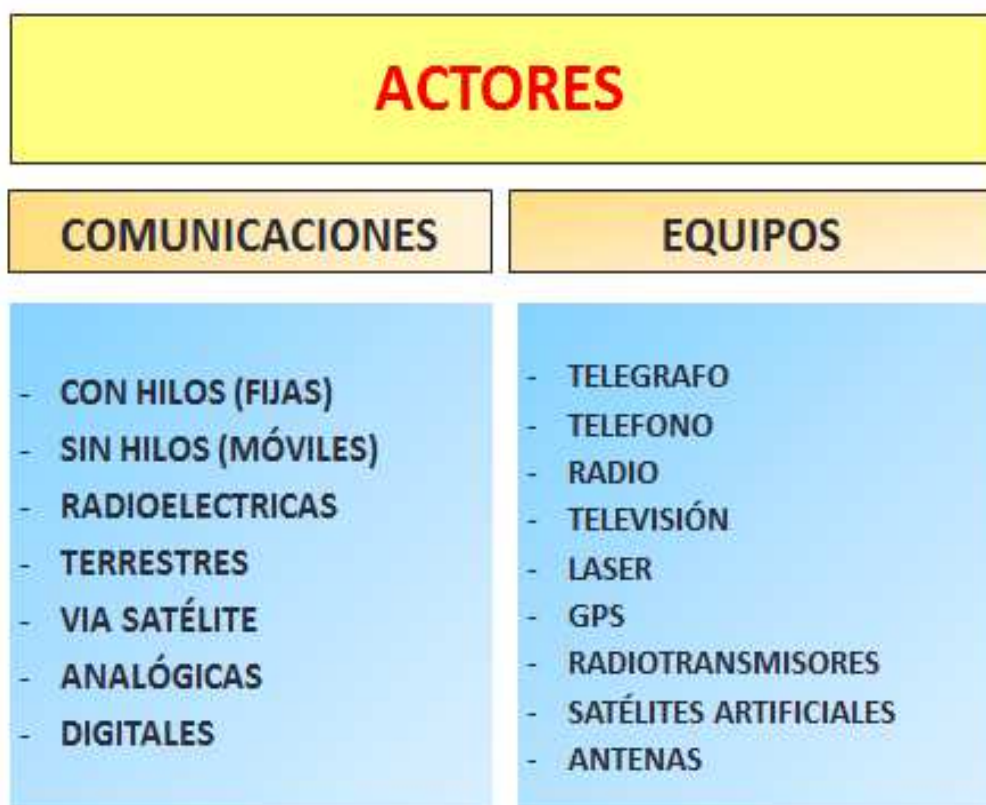 ACTORES
COMUNICACIONES
- CON HILOS (FIJAS)
- SIN HILOS (MÓVILES)
- RADIOELECTRICAS
- TERRESTRES
- VIA SATÉLITE
- ANALÓGICAS
- DIGITALES
EQUIPOS
- TELEGRAFO
- TELEFONO
- RADIO
- TELEVISIÓN
- LASER
- GPS
- RADIOTRANSMISORES
- SATÉLITES ARTIFICIALES
- ANTENAS